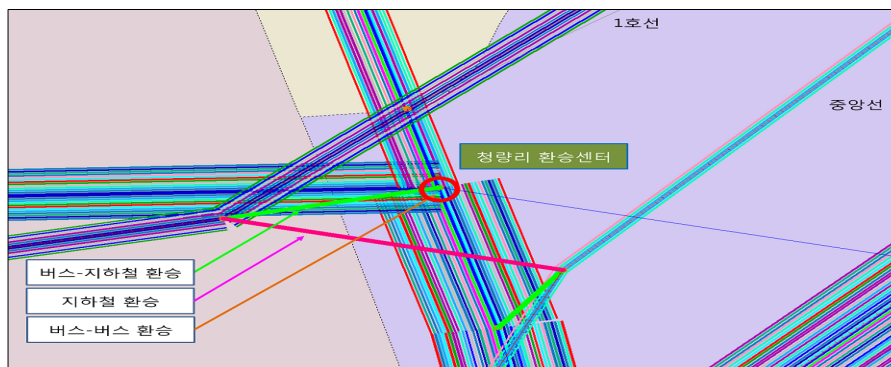 1호선
중앙선
청량리 환승센터
버스-지하철 환승
지하철 환승
버스-버스 환승